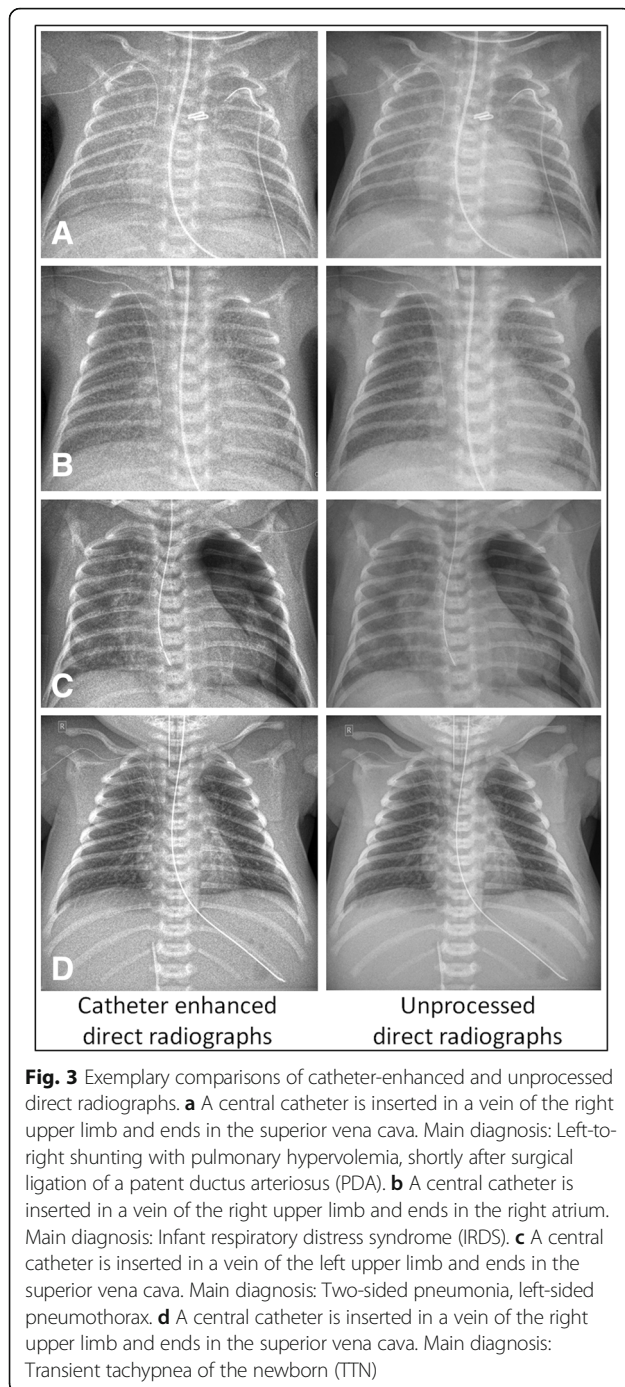 A
B
C
R
R
D
Catheter enhanced
direct radiographs
Unprocessed
direct radiographs
Fig. 3 Exemplary comparisons of catheter-enhanced and unprocessed
direct radiographs. a A central catheter is inserted in a vein of the right
upper limb and ends in the superior vena cava. Main diagnosis: Left-to-
right shunting with pulmonary hypervolemia, shortly after surgical
ligation of a patent ductus arteriosus (PDA). b A central catheter is
inserted in a vein of the right upper limb and ends in the right atrium.
Main diagnosis: Infant respiratory distress syndrome (IRDS). c A central
catheter is inserted in a vein of the left upper limb and ends in the
superior vena cava. Main diagnosis: Two-sided pneumonia, left-sided
pneumothorax. d A central catheter is inserted in a vein of the right
upper limb and ends in the superior vena cava. Main diagnosis:
Transient tachypnea of the newborn (TTN)